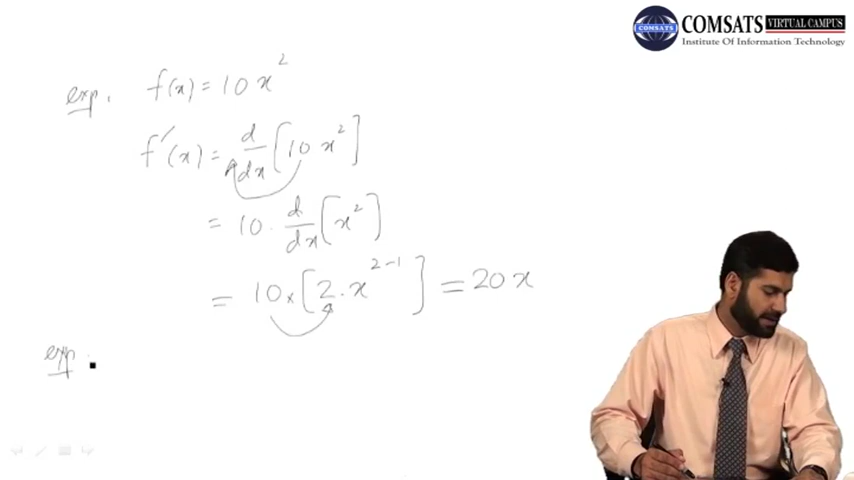 COMSATS VIRTUAL CAMPUS
COMSATS
Institute Of Information Technology
exp. f(x) = 10x²
f'(x) = d/dx [10x²]
= 10 . d/dx [x²]
= 10 × [2 . x²⁻¹] = 20x
exp.